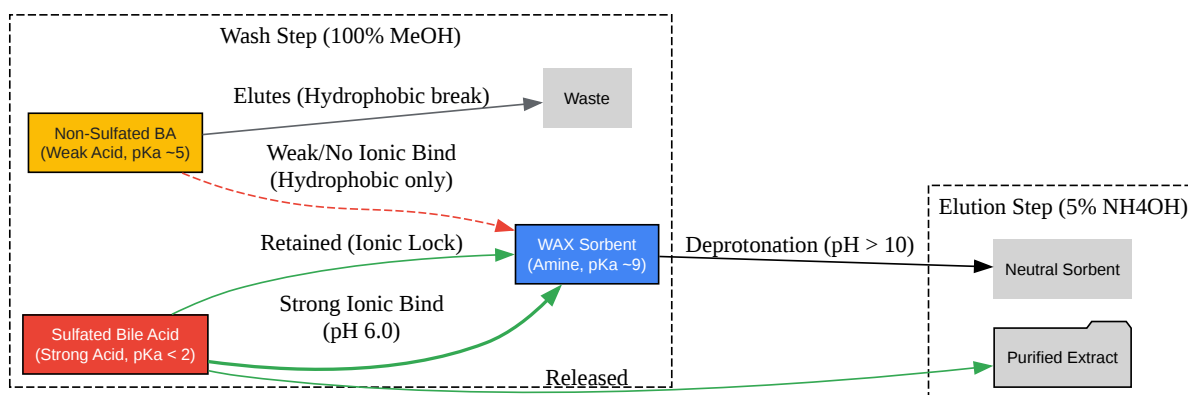 Wash Step (100% MeOH)
Elutes (Hydrophobic break)
Waste
Non-Sulfated BA
(Weak Acid, pKa ~5)
Weak/No Ionic Bind
(Hydrophobic only)
Retained (Ionic Lock)
WAX Sorbent
(Amine, pKa ~9)
Strong Ionic Bind
(pH 6.0)
Sulfated Bile Acid
(Strong Acid, pKa < 2)
Released
Deprotonation (pH > 10)
Elution Step (5% NH4OH)
Neutral Sorbent
Purified Extract